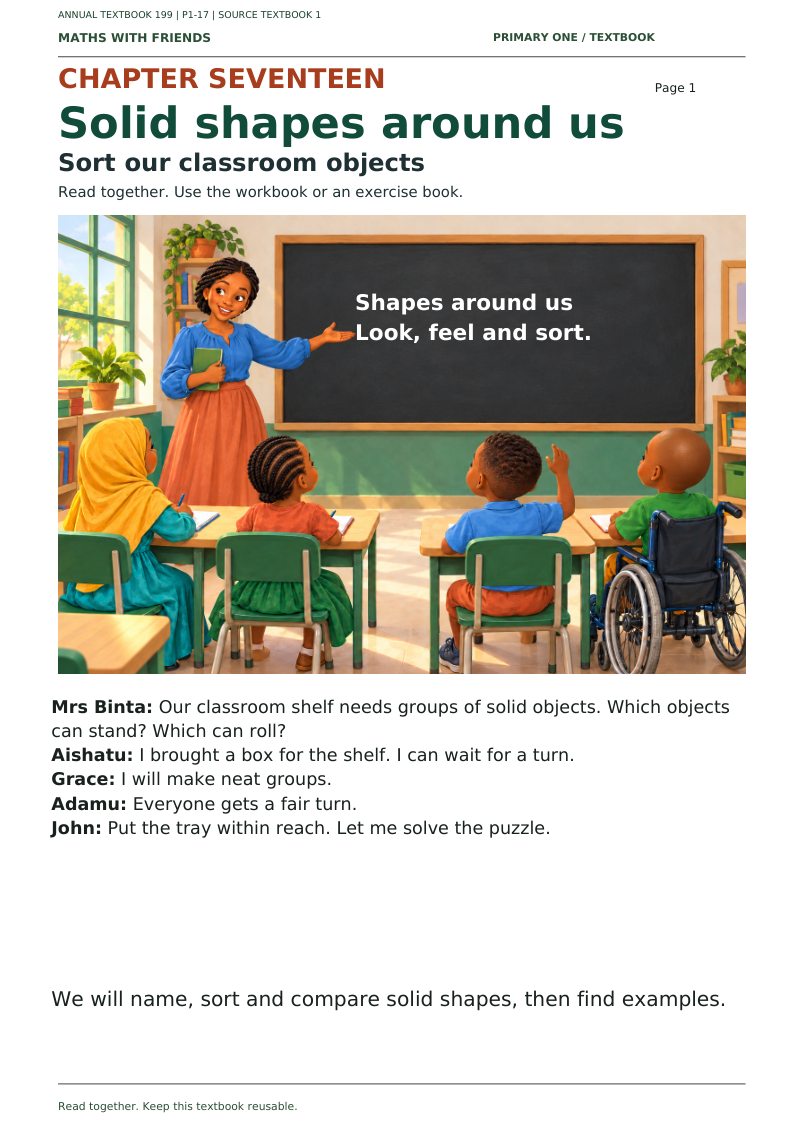 ANNUAL TEXTBOOK 199 | P1-17 | SOURCE TEXTBOOK 1
MATHS WITH FRIENDS
PRIMARY ONE / TEXTBOOK
CHAPTER SEVENTEEN
Page 1
Solid shapes around us
Sort our classroom objects
Read together. Use the workbook or an exercise book.
Shapes around us
Look, feel and sort.
Mrs Binta: Our classroom shelf needs groups of solid objects. Which objects
can stand? Which can roll?
Aishatu: I brought a box for the shelf. I can wait for a turn.
Grace: I will make neat groups.
Adamu: Everyone gets a fair turn.
John: Put the tray within reach. Let me solve the puzzle.
We will name, sort and compare solid shapes, then find examples.
Read together. Keep this textbook reusable.